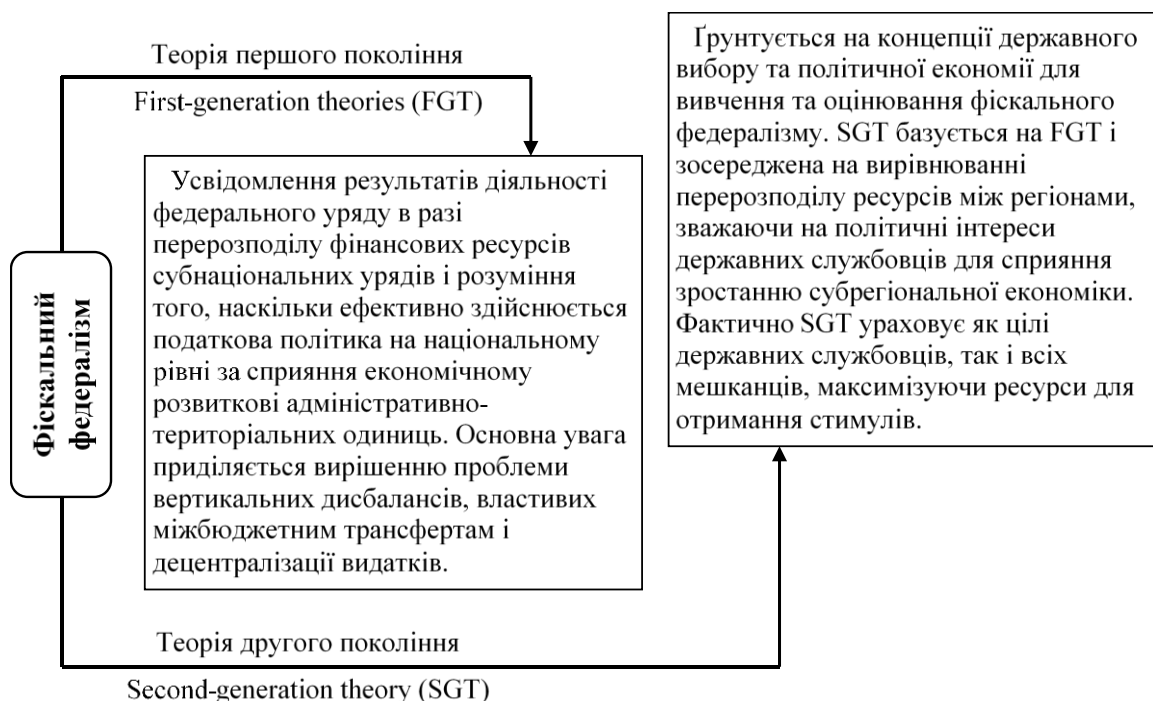 Фіскальний
федералізм
Теорія першого покоління
First-generation theories (FGT)
Усвідомлення результатів діяльності
федерального уряду в разі
перерозподілу фінансових ресурсів
субнаціональних урядів і розуміння
того, наскільки ефективно здійснюється
податкова політика на національному
рівні за сприяння економічному
розвиткові адміністративно-
територіальних одиниць. Основна увага
приділяється вирішенню проблеми
вертикальних дисбалансів, властивих
міжбюджетним трансфертам і
децентралізації видатків.
Теорія другого покоління
Second-generation theory (SGT)
Ґрунтується на концепції державного
вибору та політичної економії для
вивчення та оцінювання фіскального
федералізму. SGT базується на FGT і
зосереджена на вирівнюванні
перерозподілу ресурсів між регіонами,
зважаючи на політичні інтереси
державних службовців для сприяння
зростанню субрегіональної економіки.
Фактично SGT ураховує як цілі
державних службовців, так і всіх
мешканців, максимізуючи ресурси для
отримання стимулів.